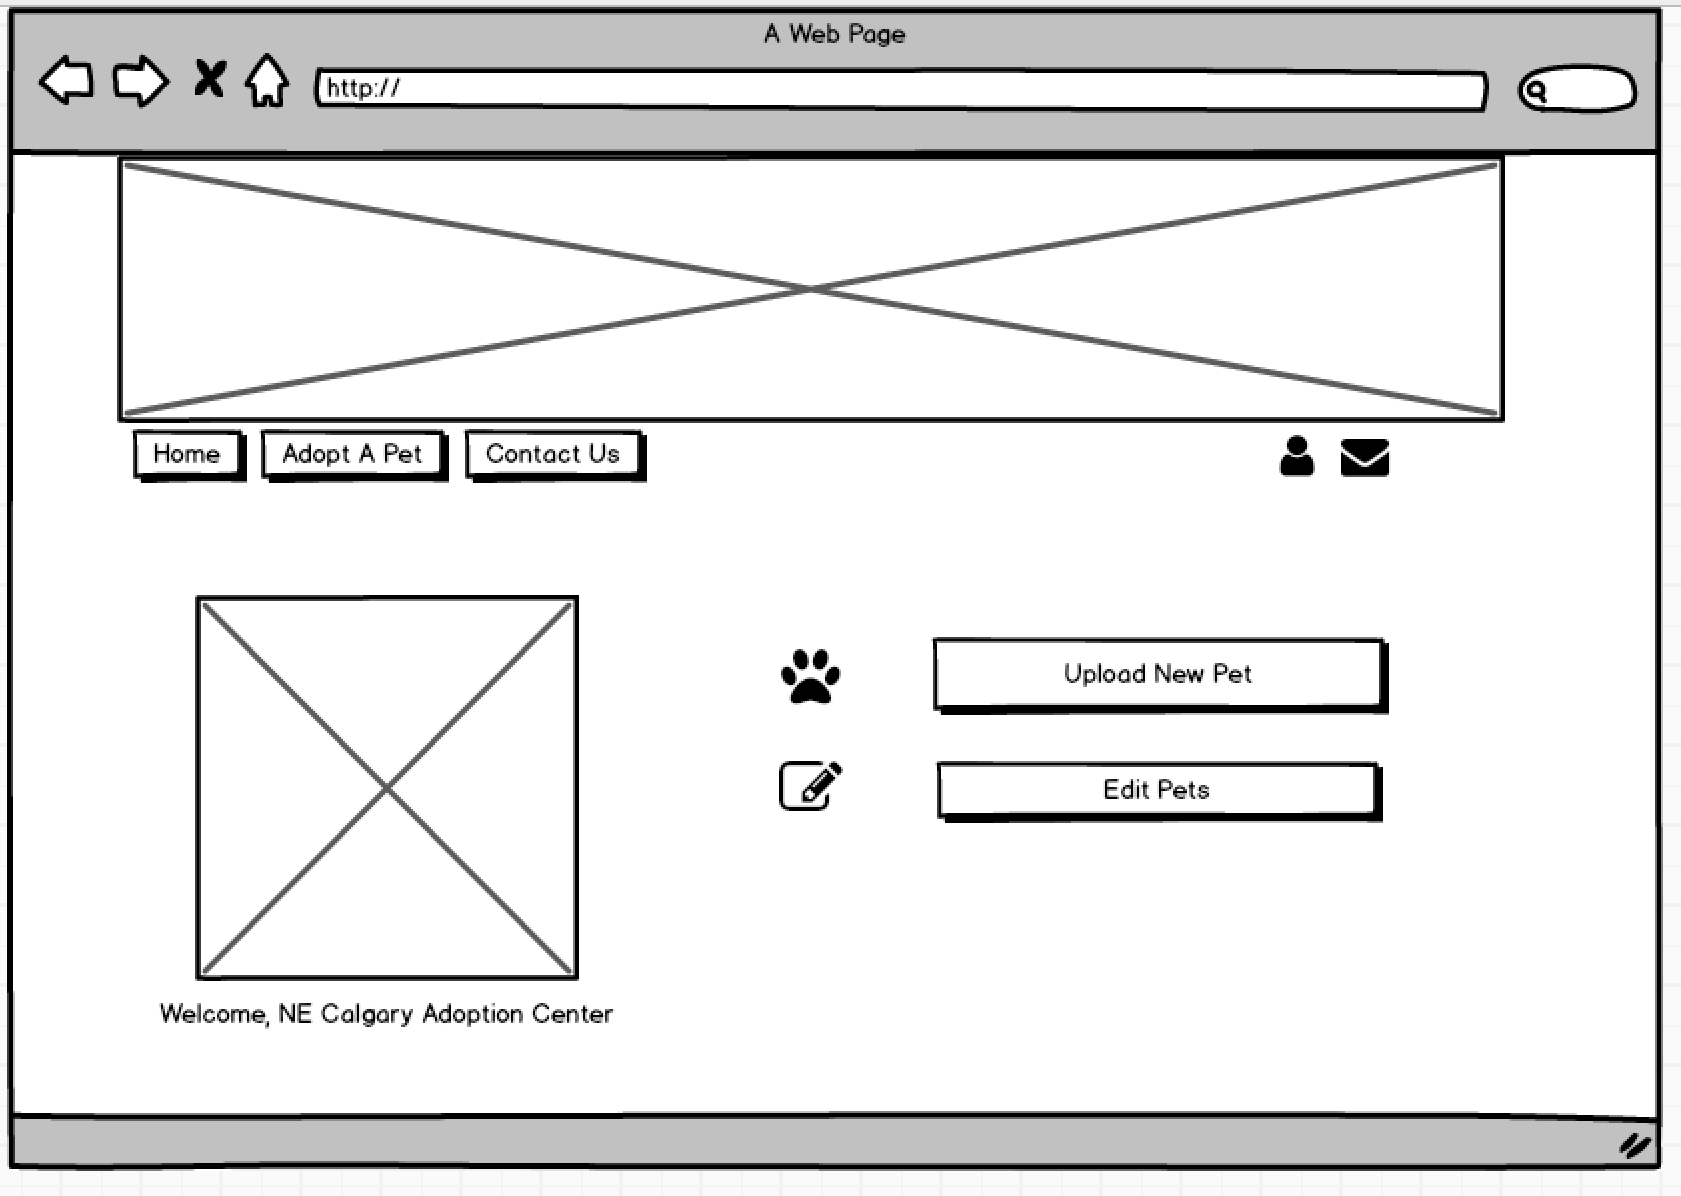 A Web Page
http://
Home
Adopt A Pet
Contact Us
Upload New Pet
Edit Pets
Welcome, NE Calgary Adoption Center